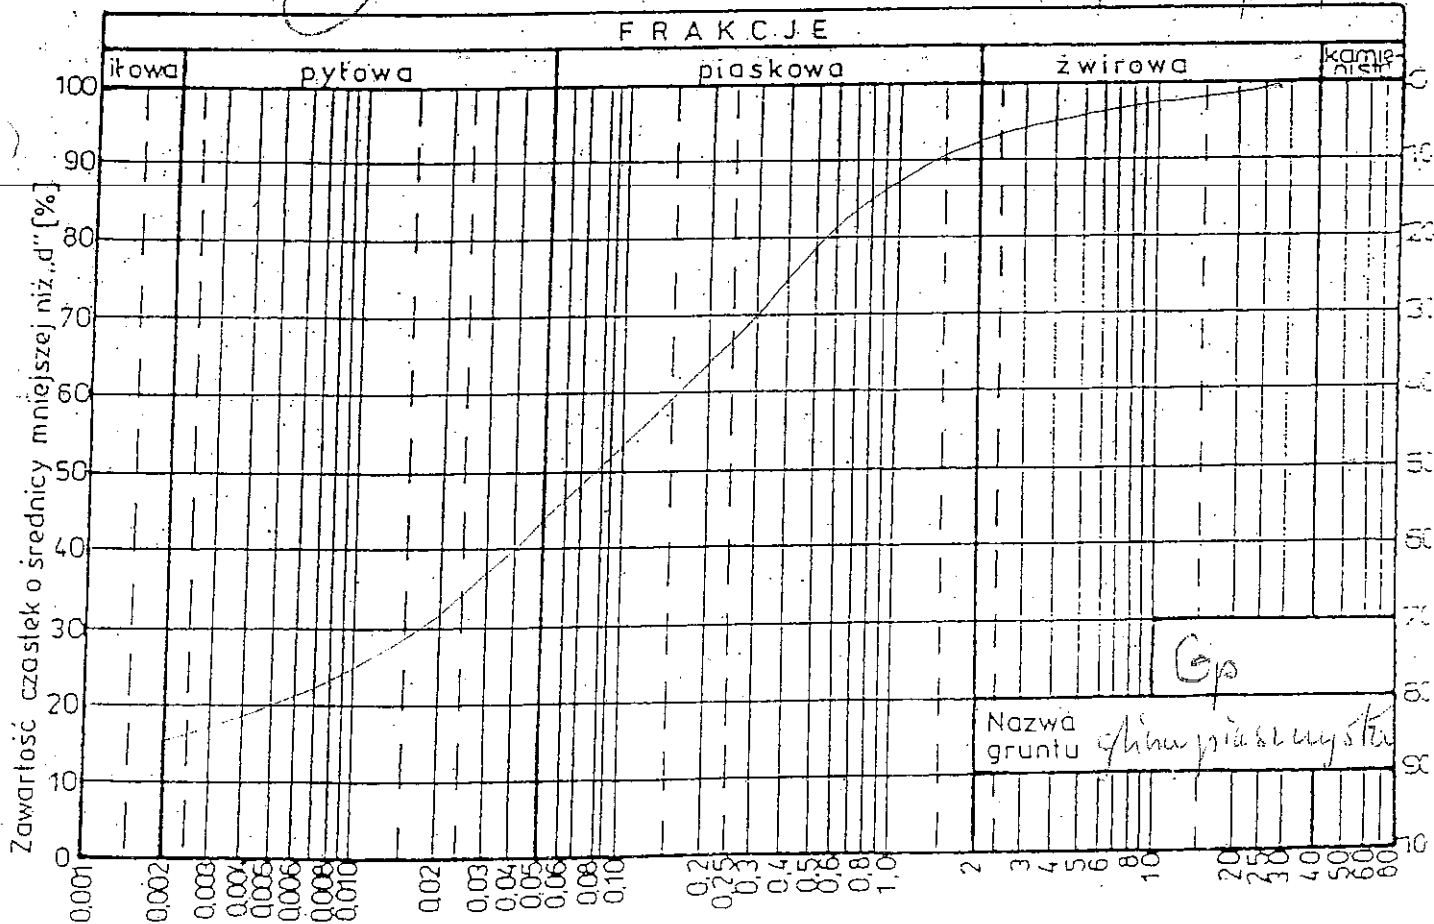 FRAKCJE
iłowa pyłowa piaskowa żwirowa kamienistr
Zawartość cząstek o średnicy mniejszej niż „d" [%]
100
90
80
70
60
50
40
30
20
10
0
Gp
Nazwa
gruntu glina piaszczysta
0,001 0,002 0,003 0,004 0,005 0,006 0,008 0,010 0,02 0,03 0,04 0,05 0,06 0,08 0,10 0,2 0,25 0,3 0,4 0,5 0,6 0,8 1,0 2 3 4 5 6 8 10 20 25 30 40 50 60 80